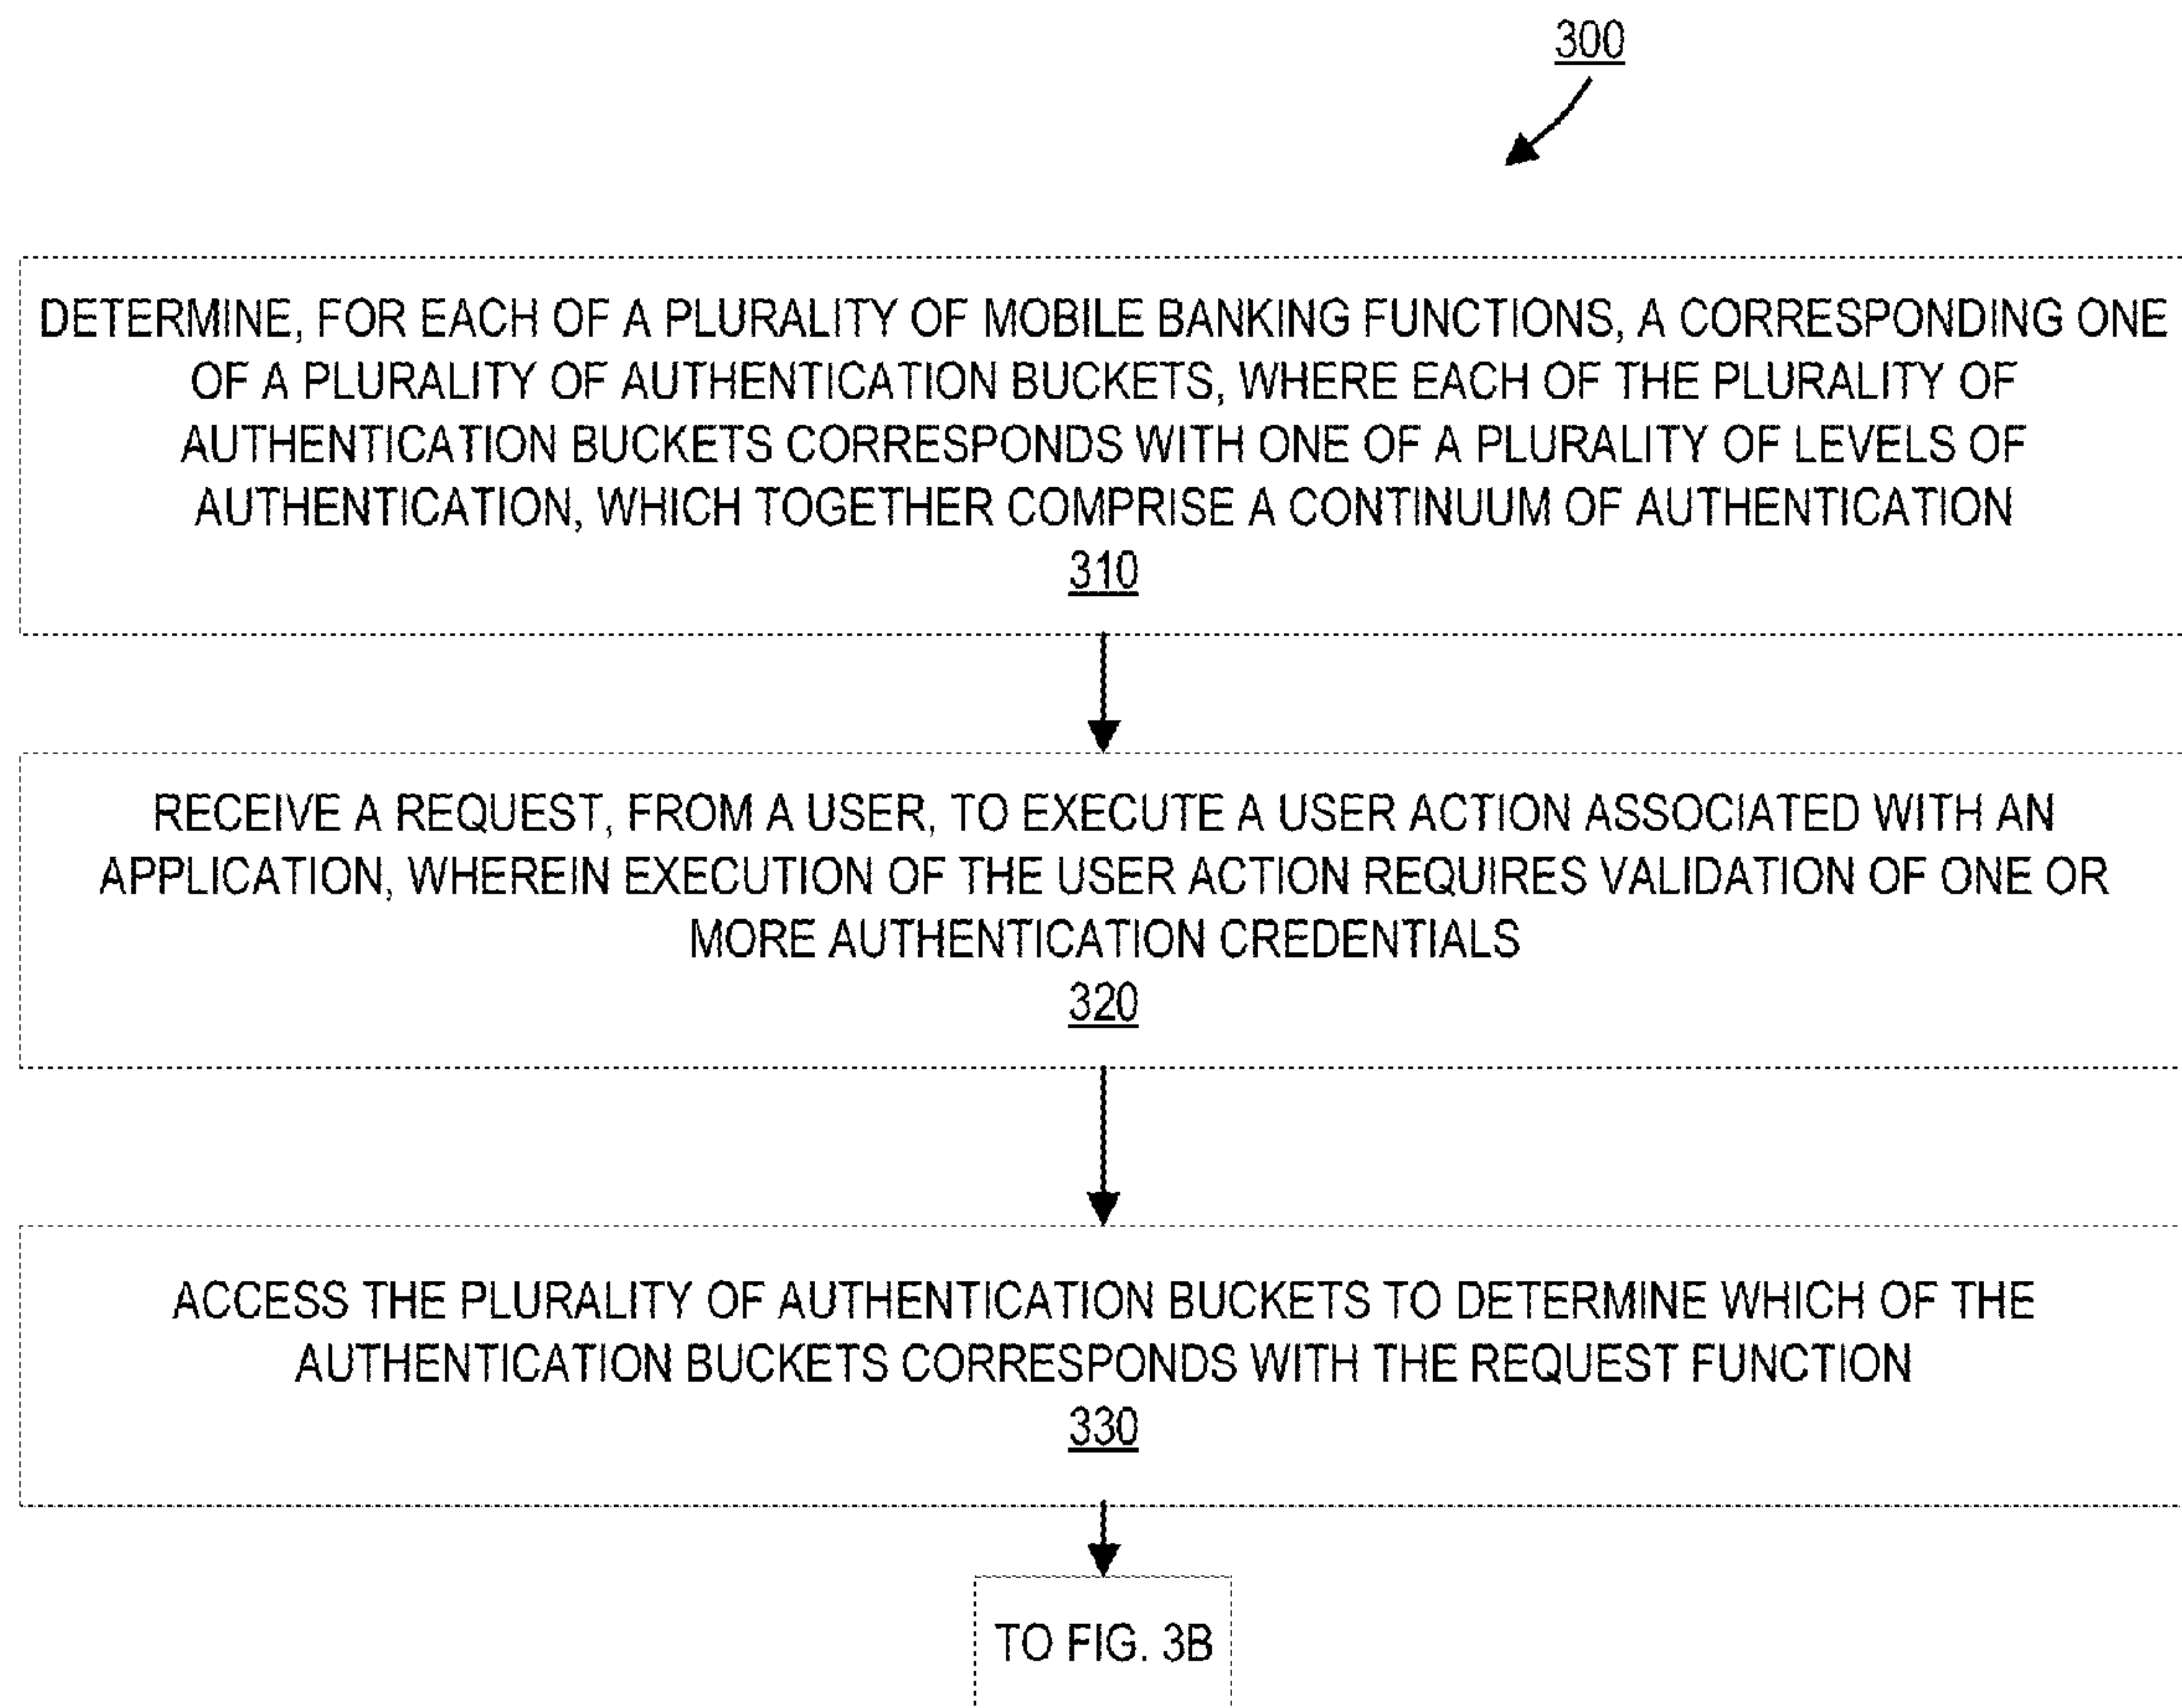 300
DETERMINE, FOR EACH OF A PLURALITY OF MOBILE BANKING FUNCTIONS, A CORRESPONDING ONE
OF A PLURALITY OF AUTHENTICATION BUCKETS, WHERE EACH OF THE PLURALITY OF
AUTHENTICATION BUCKETS CORRESPONDS WITH ONE OF A PLURALITY OF LEVELS OF
AUTHENTICATION, WHICH TOGETHER COMPRISE A CONTINUUM OF AUTHENTICATION
310
RECEIVE A REQUEST, FROM A USER, TO EXECUTE A USER ACTION ASSOCIATED WITH AN
APPLICATION, WHEREIN EXECUTION OF THE USER ACTION REQUIRES VALIDATION OF ONE OR
MORE AUTHENTICATION CREDENTIALS
320
ACCESS THE PLURALITY OF AUTHENTICATION BUCKETS TO DETERMINE WHICH OF THE
AUTHENTICATION BUCKETS CORRESPONDS WITH THE REQUEST FUNCTION
330
TO FIG. 3B